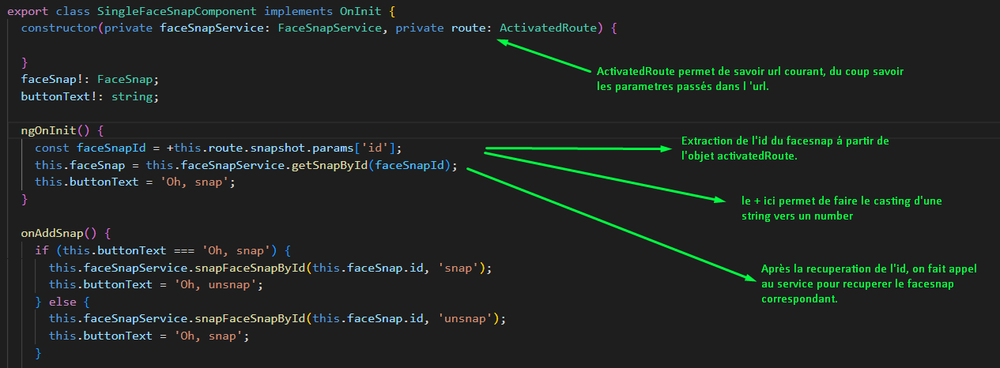 export class SingleFaceSnapComponent implements OnInit {
constructor(private faceSnapService: FaceSnapService, private route: ActivatedRoute) {
}
ActivatedRoute permet de savoir url courant, du coup savoir
les parametres passés dans l 'url.
faceSnap!: FaceSnap;
buttonText!: string;
ngOnInit() {
const faceSnapId = +this.route.snapshot.params['id'];
Extraction de l'id du facesnap á partir de
l'objet activatedRoute.
this.faceSnap = this.faceSnapService.getSnapById(faceSnapId);
this.buttonText = 'Oh, snap';
}
le + ici permet de faire le casting d'une
string vers un number
onAddSnap() {
if (this.buttonText === 'Oh, snap') {
this.faceSnapService.snapFaceSnapById(this.faceSnap.id, 'snap');
this.buttonText = 'Oh, unsnap';
Après la recuperation de l'id, on fait appel
au service pour recuperer le facesnap
correspondant.
} else {
this.faceSnapService.snapFaceSnapById(this.faceSnap.id, 'unsnap');
this.buttonText = 'Oh, snap';
}